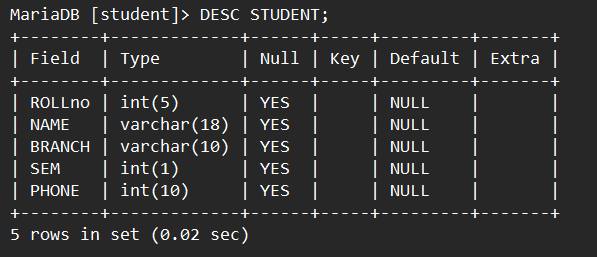 MariaDB [student]> DESC STUDENT;
+--------+-------------+------+-----+---------+-------+
| Field  | Type        | Null | Key | Default | Extra |
+--------+-------------+------+-----+---------+-------+
| ROLLno | int(5)      | YES  |     | NULL    |       |
| NAME   | varchar(18) | YES  |     | NULL    |       |
| BRANCH | varchar(10) | YES  |     | NULL    |       |
| SEM    | int(1)      | YES  |     | NULL    |       |
| PHONE  | int(10)     | YES  |     | NULL    |       |
+--------+-------------+------+-----+---------+-------+
5 rows in set (0.02 sec)